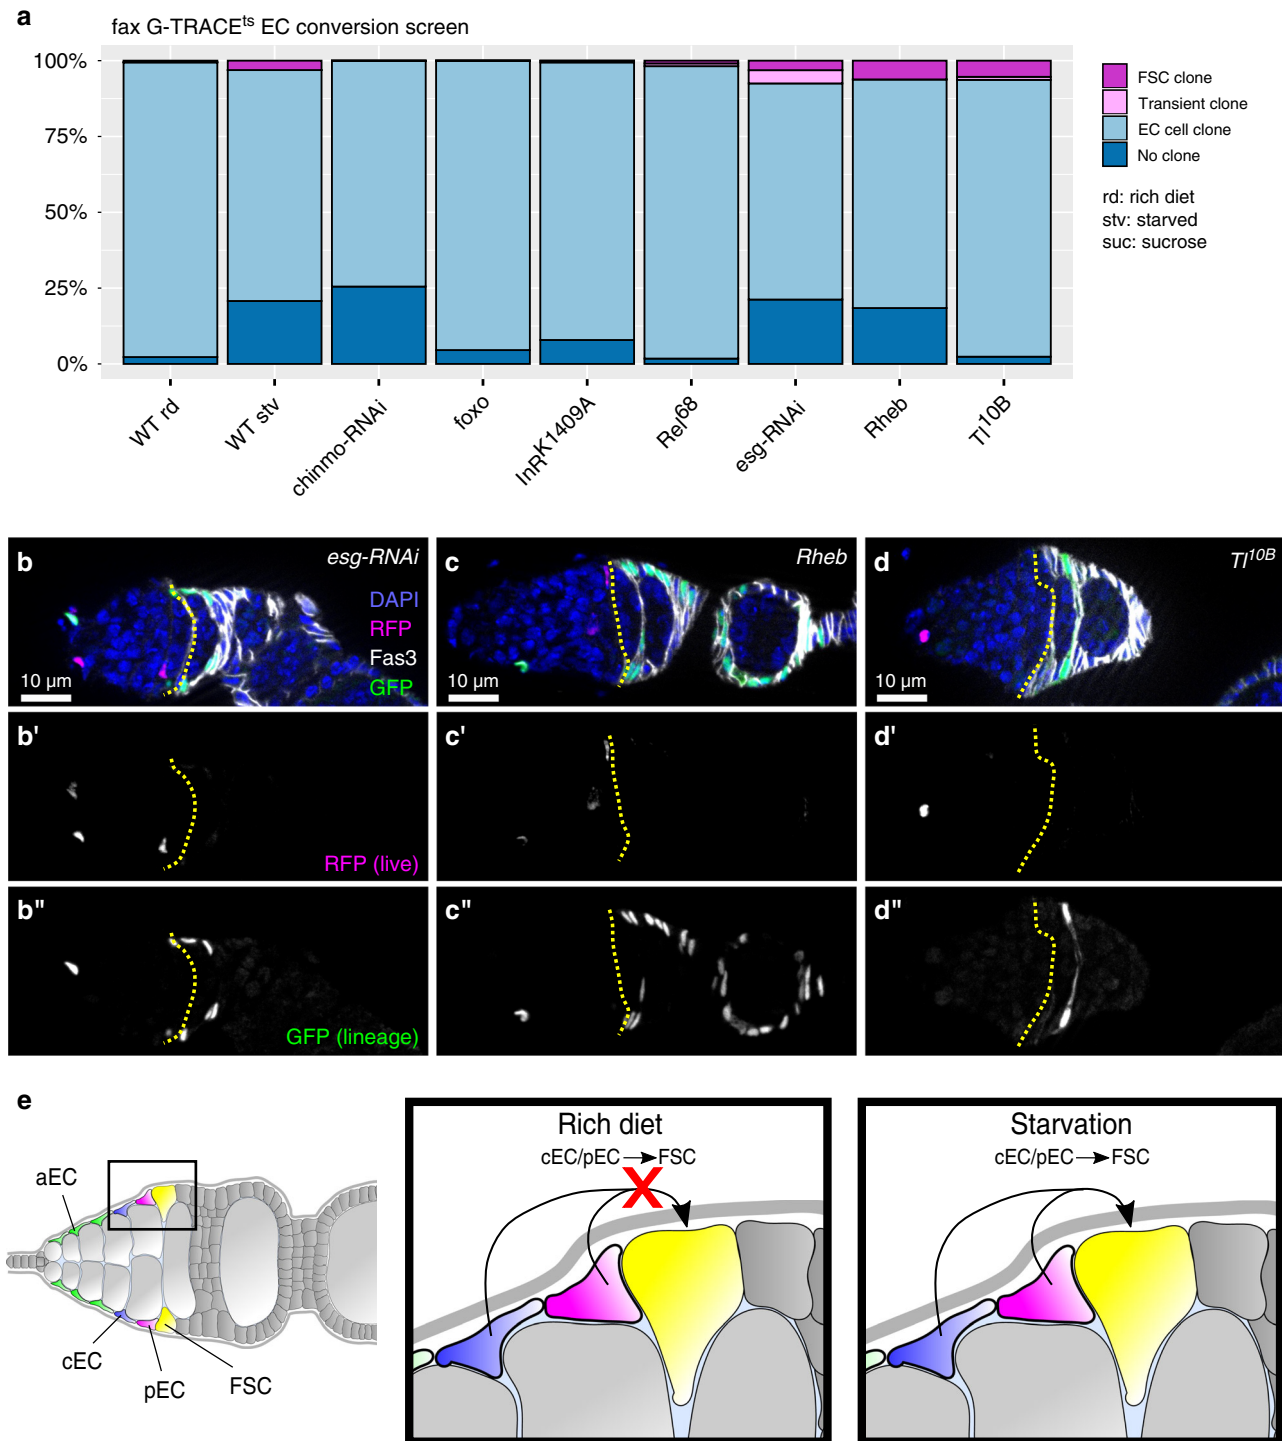 a
fax G-TRACEts EC conversion screen
100%
75%
50%
25%
0%
WT rd
WT stv
chinmo-RNAi
foxo
InRK1409A
Rel68
esg-RNAi
Rheb
Tl10B
FSC clone
Transient clone
EC cell clone
No clone
rd: rich diet
stv: starved
suc: sucrose
b
esg-RNAi
DAPI
RFP
Fas3
GFP
10 µm
c
Rheb
10 µm
d
Tl10B
10 µm
b'
RFP (live)
c'
d'
b"
GFP (lineage)
c"
d"
e
aEC
cEC
pEC
FSC
Rich diet
cEC/pEC → FSC
X
Starvation
cEC/pEC → FSC